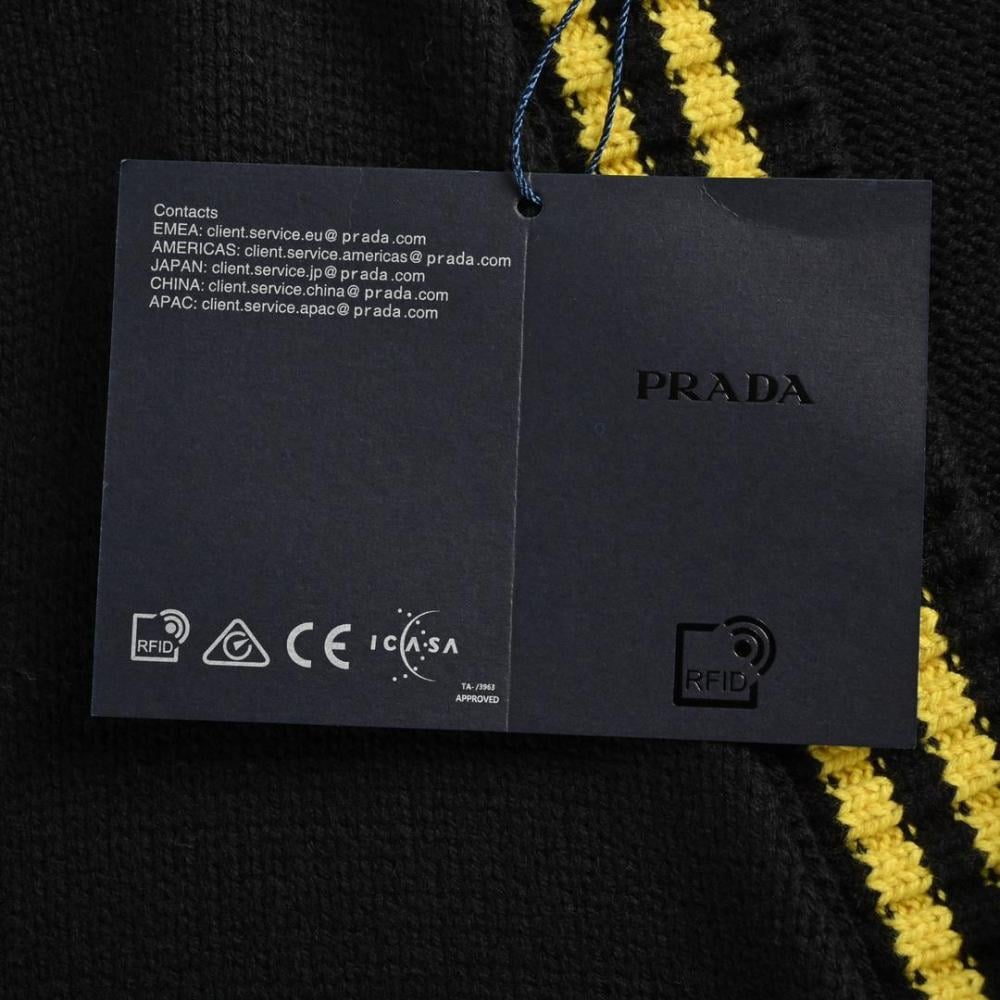 Contacts
EMEA: client.service.eu@ prada.com
AMERICAS: client.service.americas@ prada.com
JAPAN: client.service.jp@ prada.com
CHINA: client.service.china@ prada.com
APAC: client.service.apac@ prada.com
PRADA
RFID
CE
ICASA
TA- /3963
APPROVED
RFID